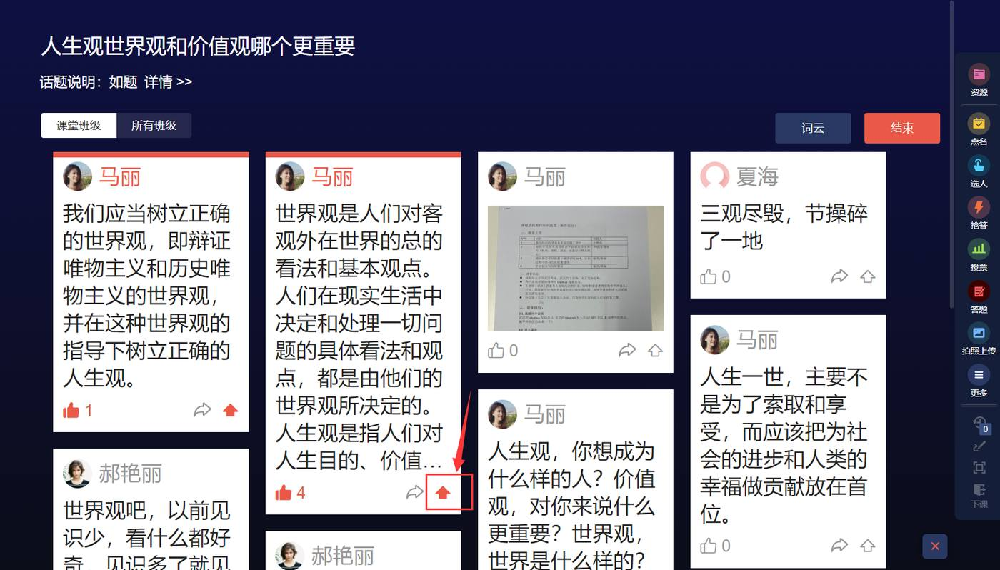 人生观世界观和价值观哪个更重要
话题说明：如题 详情 >>
课堂班级
所有班级
词云
结束
马丽
我们应当树立正确
的世界观，即辩证
唯物主义和历史唯
物主义的世界观，
并在这种世界观的
指导下树立正确的
人生观。
1
郝艳丽
世界观吧，以前见
识少，看什么都好
奇，见识多了就见
马丽
世界观是人们对客
观外在世界的总的
看法和基本观点。
人们在现实生活中
决定和处理一切问
题的具体看法和观
点，都是由他们的
世界观所决定的。
人生观是指人们对
人生目的、价值...
4
郝艳丽
马丽
0
马丽
人生观，你想成为
什么样的人？价值
观，对你来说什么
更重要？世界观，
世界是什么样的？
夏海
三观尽毁，节操碎
了一地
0
马丽
人生一世，主要不
是为了索取和享
受，而应该把为社
会的进步和人类的
幸福做贡献放在首
位。
0
资源
点名
选人
抢答
投票
答题
拍照上传
更多
0
下课